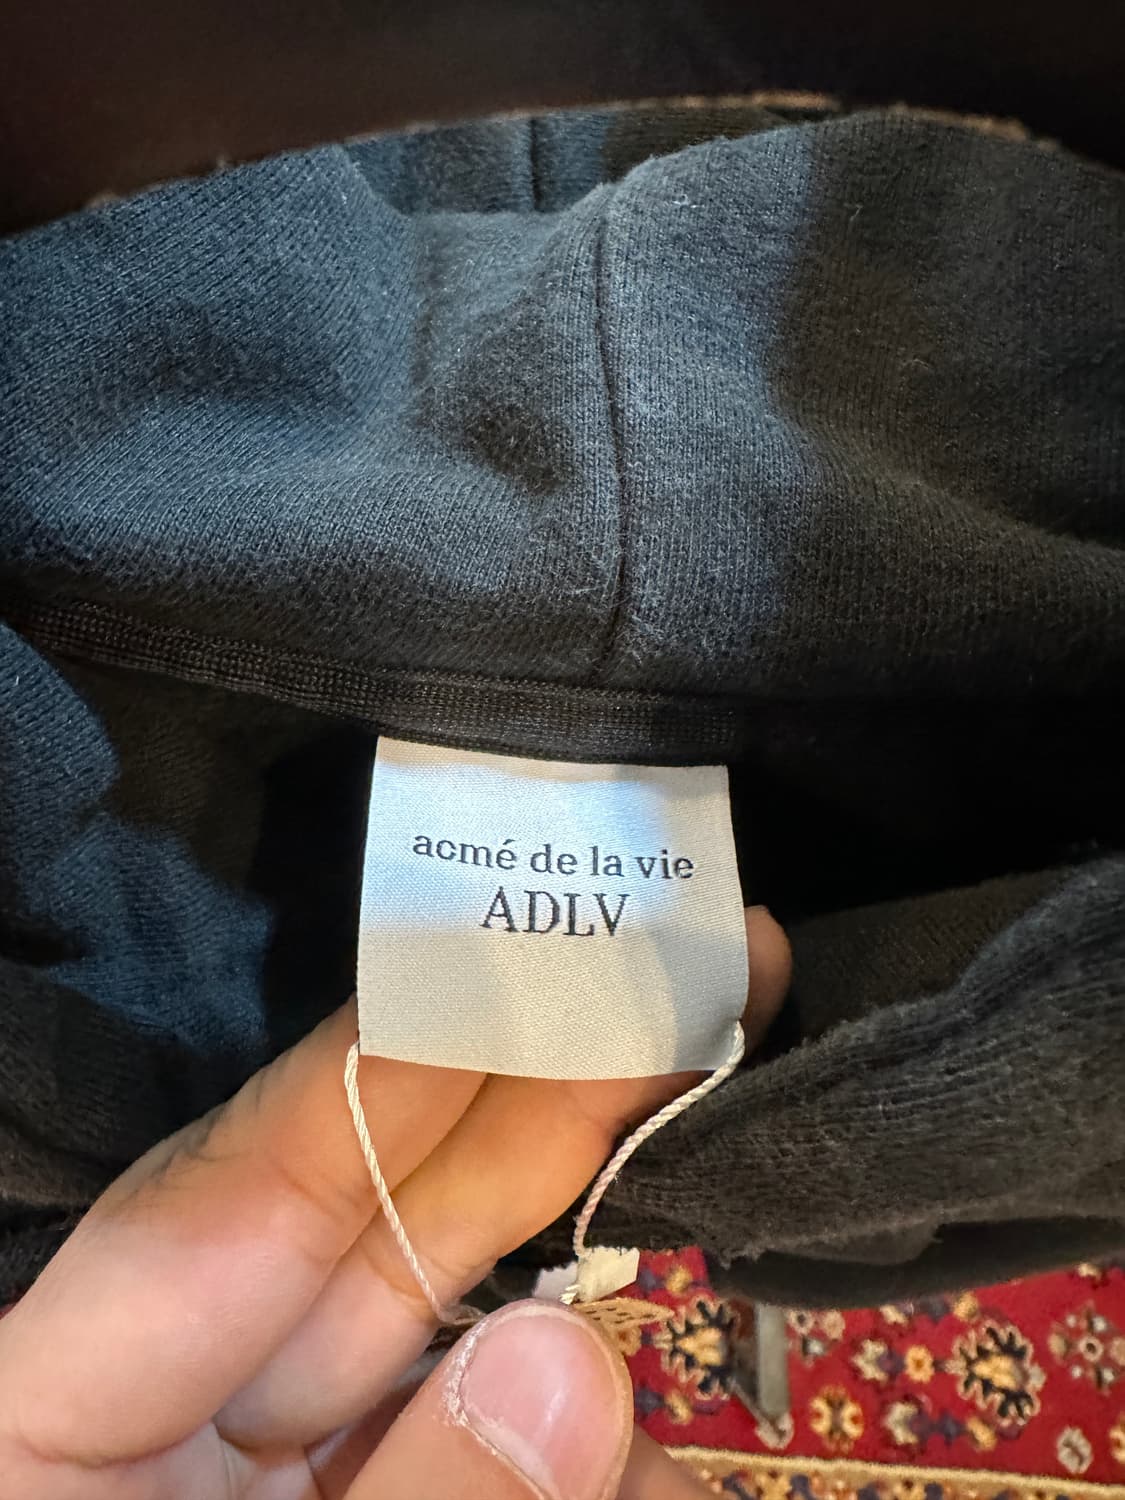 acmé de la vie
ADLV